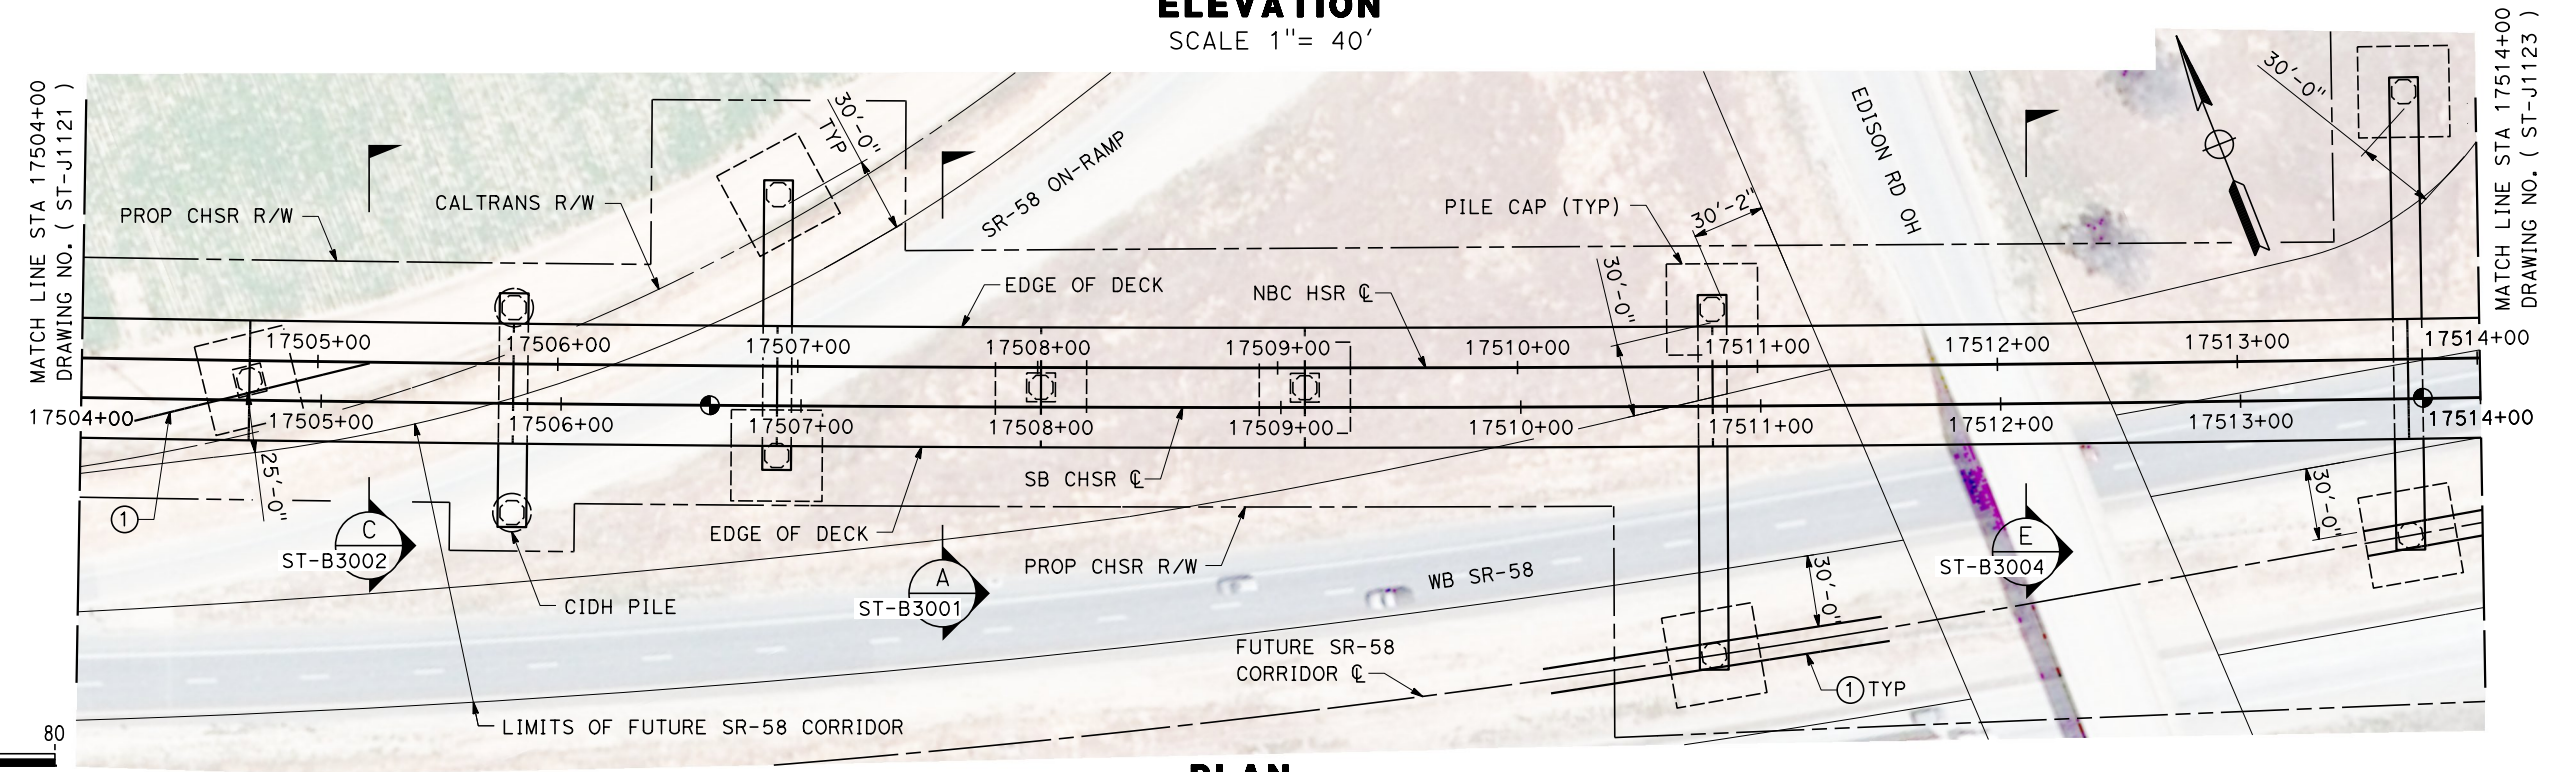 ELEVATION
SCALE 1"= 40'
MATCH LINE STA 17504+00
DRAWING NO. ( ST-J1121 )
MATCH LINE STA 17514+00
DRAWING NO. ( ST-J1123 )
30'-0"
TYP
30'-0"
EDISON RD OH
SR-58 ON-RAMP
CALTRANS R/W
PROP CHSR R/W
PILE CAP (TYP)
30'-2"
30'-0"
EDGE OF DECK
NBC HSR ℄
17505+00
17506+00
17507+00
17508+00
17509+00
17510+00
17511+00
17512+00
17513+00
17514+00
17504+00
17505+00
17506+00
17507+00
17508+00
17509+00
17510+00
17511+00
17512+00
17513+00
17514+00
25'-0"
SB CHSR ℄
30'-0"
1
C
ST-B3002
EDGE OF DECK
PROP CHSR R/W
E
ST-B3004
A
ST-B3001
WB SR-58
30'-0"
CIDH PILE
FUTURE SR-58
CORRIDOR ℄
1 TYP
LIMITS OF FUTURE SR-58 CORRIDOR
80
PLAN